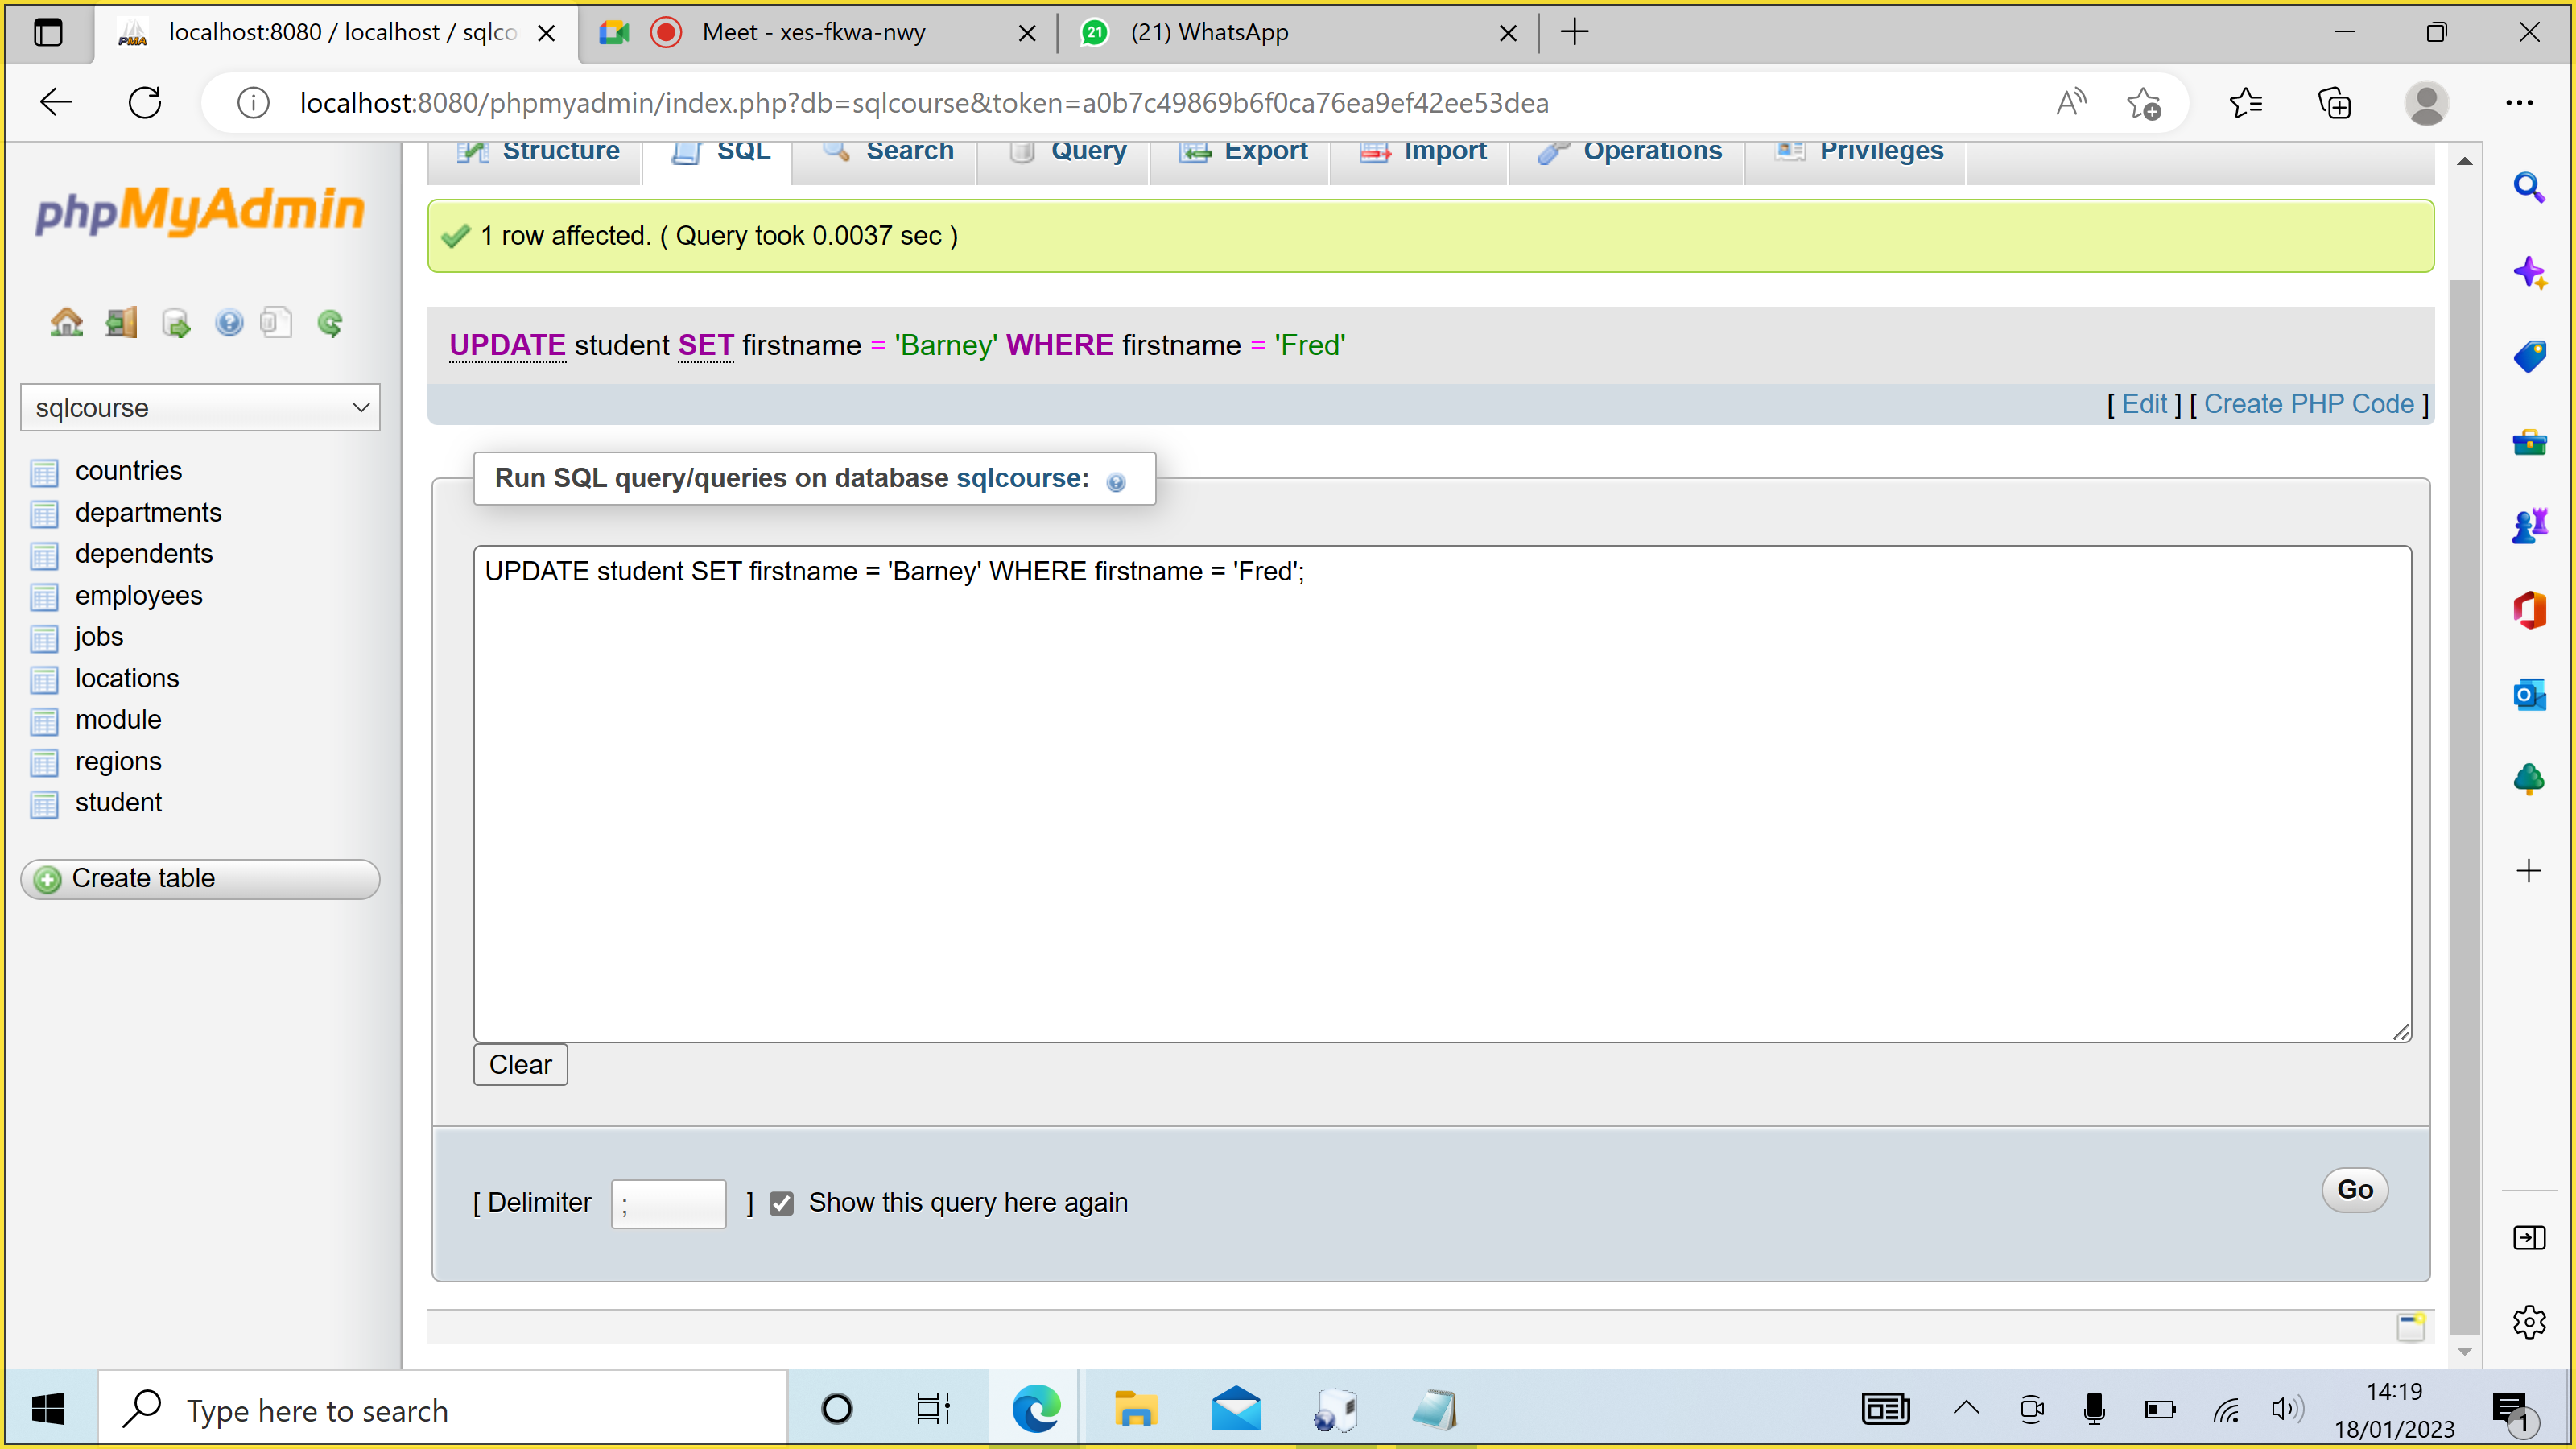 localhost:8080 / localhost / sqlco
Meet - xes-fkwa-nwy
21
(21) WhatsApp
localhost:8080/phpmyadmin/index.php?db=sqlcourse&token=a0b7c49869b6f0ca76ea9ef42ee53dea
Structure
SQL
Search
Query
Export
Import
Operations
Privileges
phpMyAdmin
1 row affected. ( Query took 0.0037 sec )
UPDATE student SET firstname = 'Barney' WHERE firstname = 'Fred'
[ Edit ] [ Create PHP Code ]
sqlcourse
countries
departments
dependents
employees
jobs
locations
module
regions
student
Create table
Run SQL query/queries on database sqlcourse:
UPDATE student SET firstname = 'Barney' WHERE firstname = 'Fred';
Clear
[ Delimiter ; ] Show this query here again
Go
Type here to search
14:19
18/01/2023
1